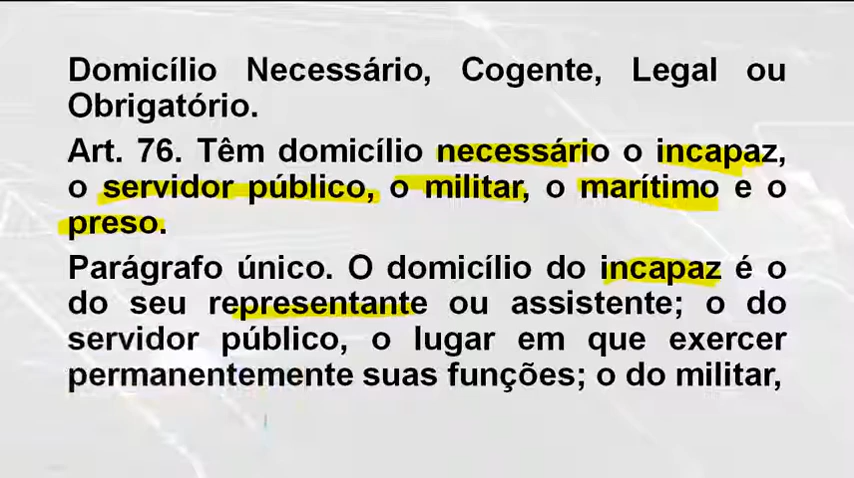 Domicílio Necessário, Cogente, Legal ou
Obrigatório.
Art. 76. Têm domicílio necessário o incapaz,
o servidor público, o militar, o marítimo e o
preso.
Parágrafo único. O domicílio do incapaz é o
do seu representante ou assistente; o do
servidor público, o lugar em que exercer
permanentemente suas funções; o do militar,